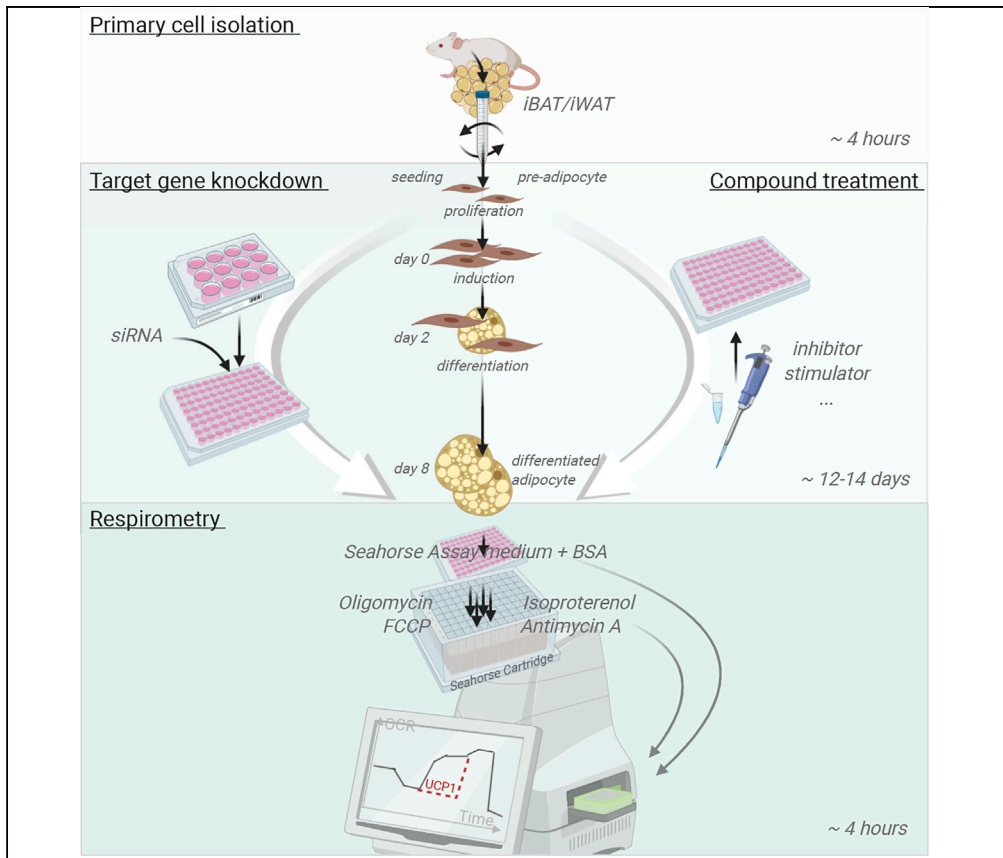 Primary cell isolation
iBAT/iWAT
~ 4 hours
Target gene knockdown
seeding
pre-adipocyte
Compound treatment
proliferation
day 0
induction
siRNA
day 2
differentiation
inhibitor
stimulator
...
day 8
differentiated
adipocyte
~ 12-14 days
Respirometry
Seahorse Assay medium + BSA
Oligomycin
FCCP
Isoproterenol
Antimycin A
Seahorse Cartridge
OCR
UCP1
Time
~ 4 hours